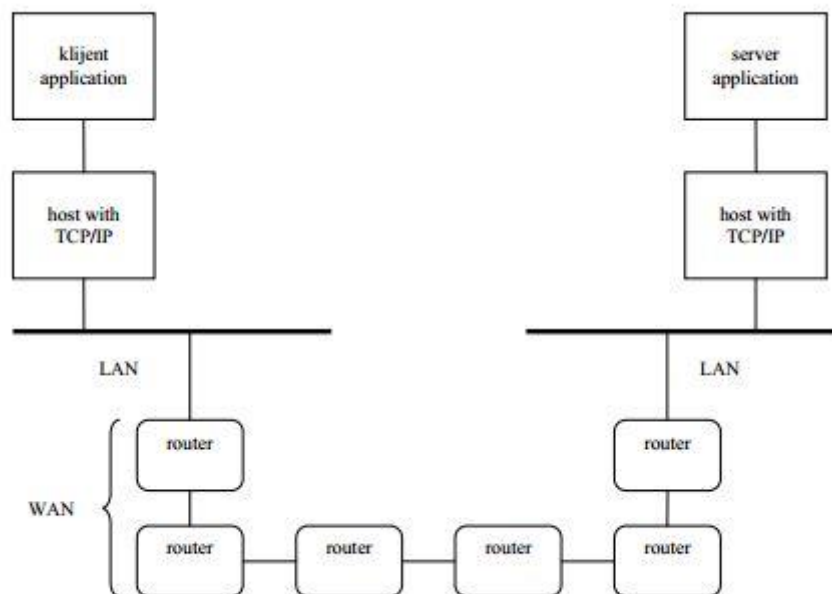 klijent
application
server
application
host with
TCP/IP
host with
TCP/IP
LAN
LAN
router
router
WAN
router
router
router
router